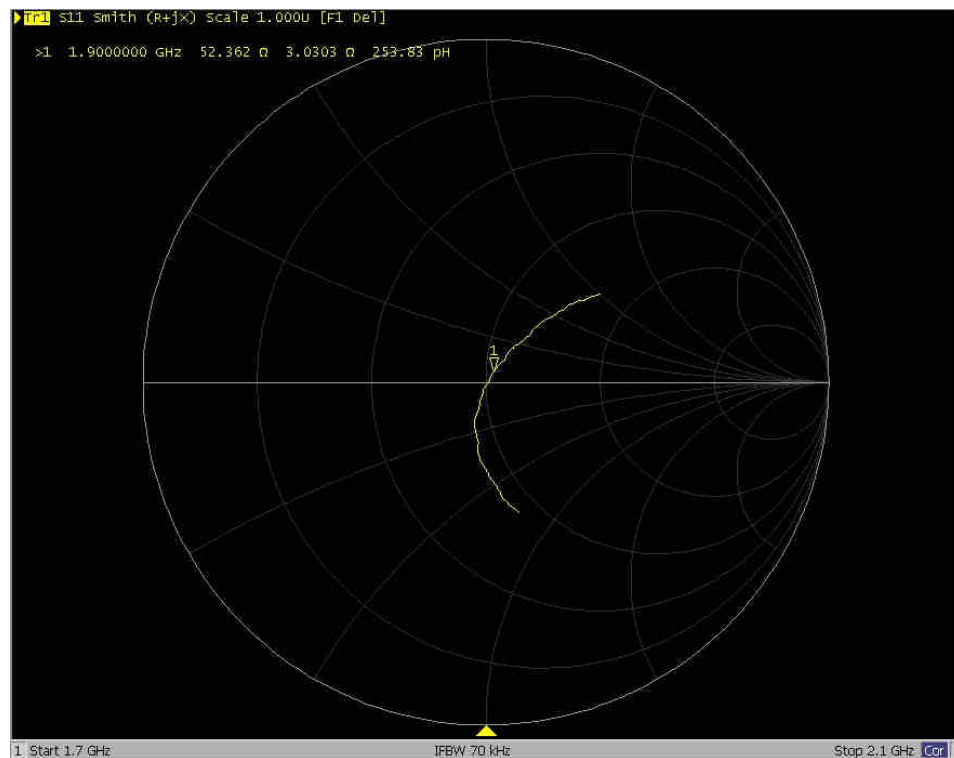 Tr1 S11 Smith (R+jX) Scale 1.000U [F1 Del]
>1 1.9000000 GHz 52.362 Ω 3.0303 Ω 253.83 pH
1
1 Start 1.7 GHz IFBW 70 kHz Stop 2.1 GHz Cor